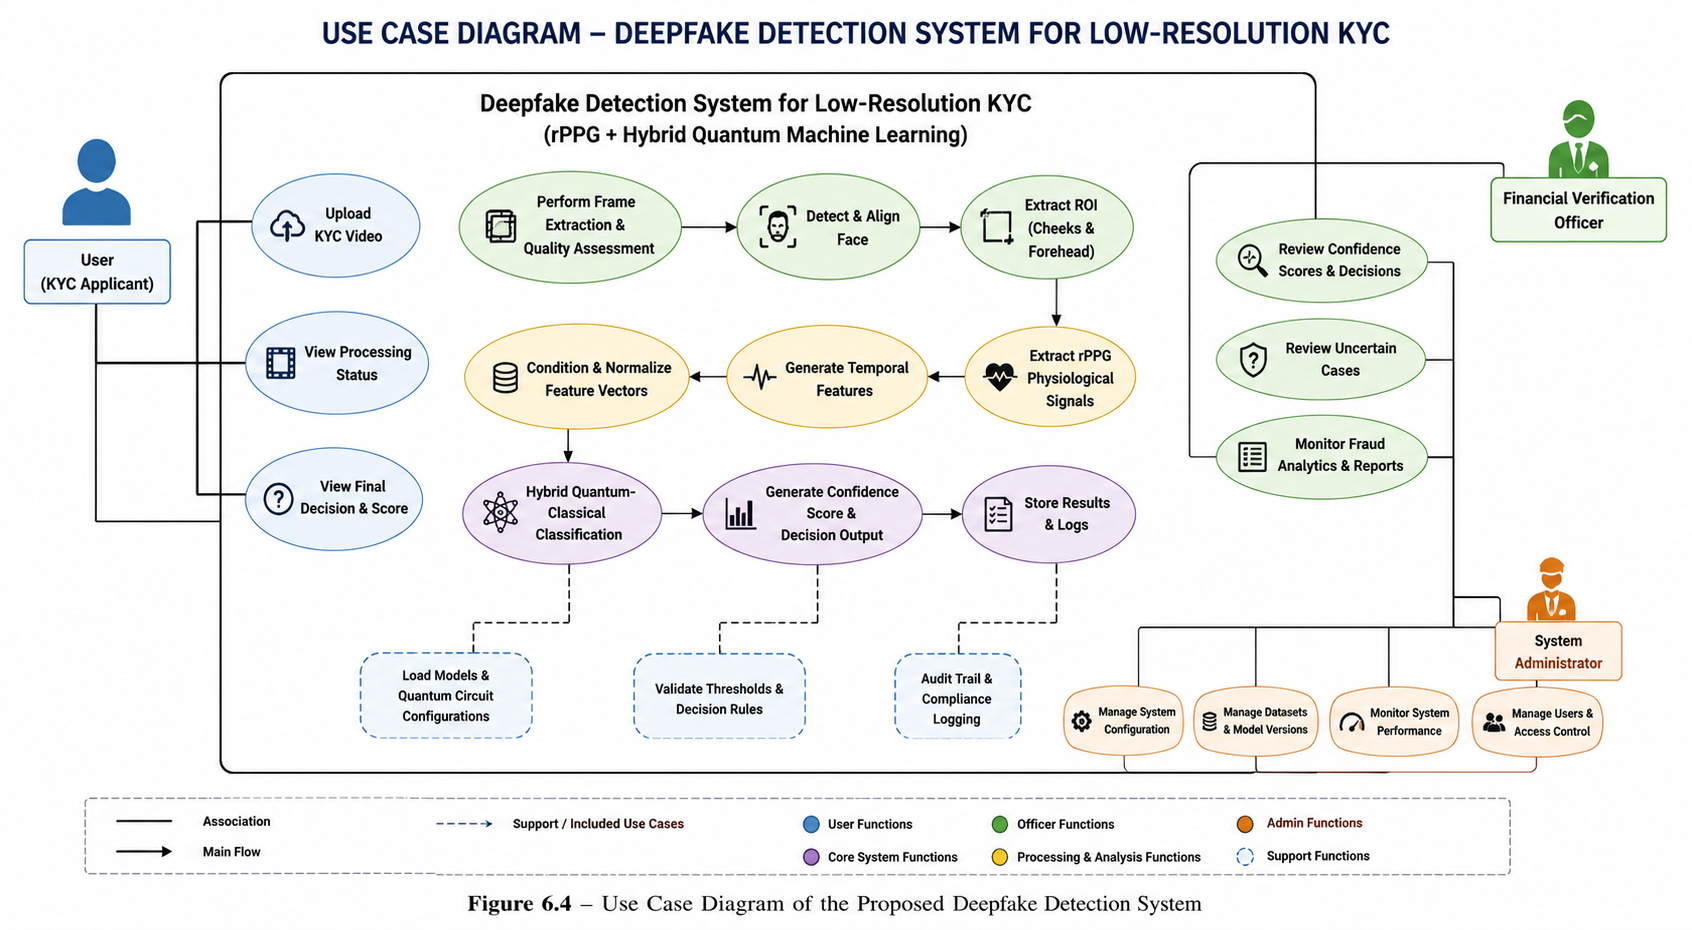 USE CASE DIAGRAM – DEEPFAKE DETECTION SYSTEM FOR LOW-RESOLUTION KYC
Deepfake Detection System for Low-Resolution KYC
(rPPG + Hybrid Quantum Machine Learning)
User
(KYC Applicant)
Upload
KYC Video
View Processing
Status
View Final
Decision & Score
Perform Frame
Extraction &
Quality Assessment
Detect & Align
Face
Extract ROI
(Cheeks &
Forehead)
Condition & Normalize
Feature Vectors
Generate Temporal
Features
Extract rPPG
Physiological
Signals
Hybrid Quantum-
Classical
Classification
Generate Confidence
Score &
Decision Output
Store Results
& Logs
Load Models &
Quantum Circuit
Configurations
Validate Thresholds &
Decision Rules
Audit Trail &
Compliance
Logging
Financial Verification
Officer
Review Confidence
Scores & Decisions
Review Uncertain
Cases
Monitor Fraud
Analytics & Reports
System
Administrator
Manage System
Configuration
Manage Datasets
& Model Versions
Monitor System
Performance
Manage Users &
Access Control
Association
Main Flow
Support / Included Use Cases
User Functions
Officer Functions
Admin Functions
Core System Functions
Processing & Analysis Functions
Support Functions
Figure 6.4 – Use Case Diagram of the Proposed Deepfake Detection System